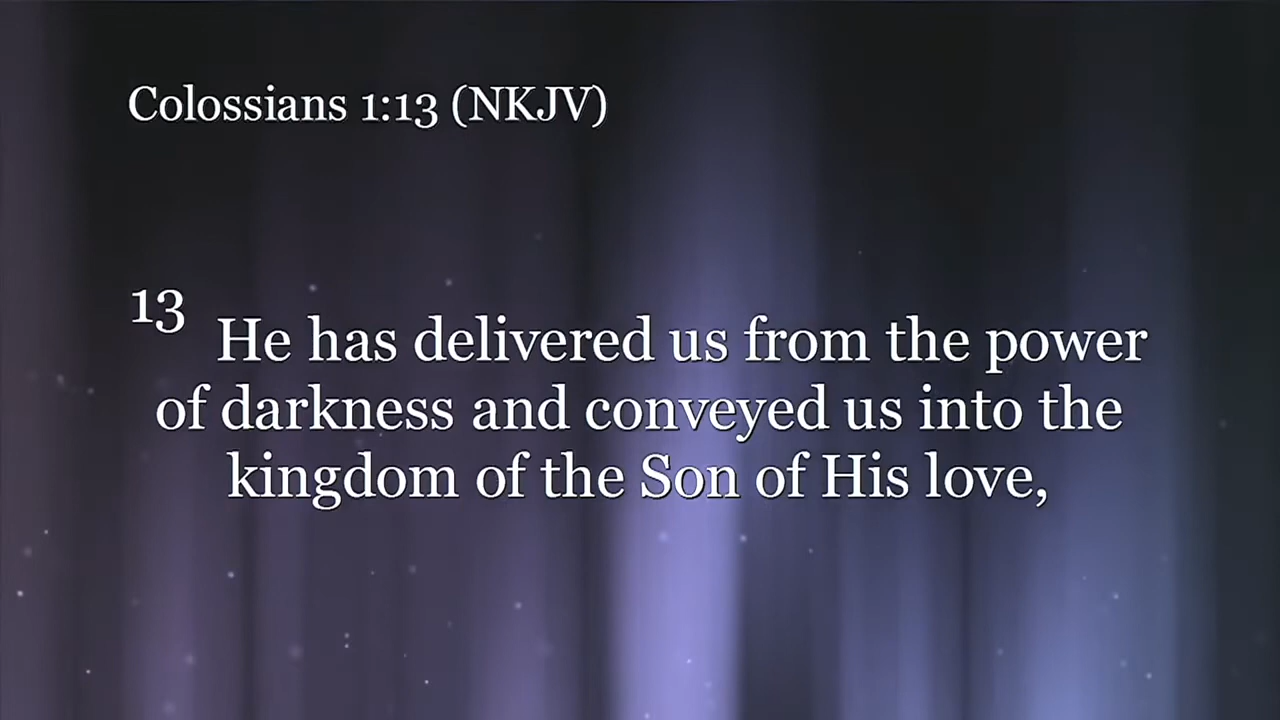 Colossians 1:13 (NKJV)
13 He has delivered us from the power
of darkness and conveyed us into the
kingdom of the Son of His love,